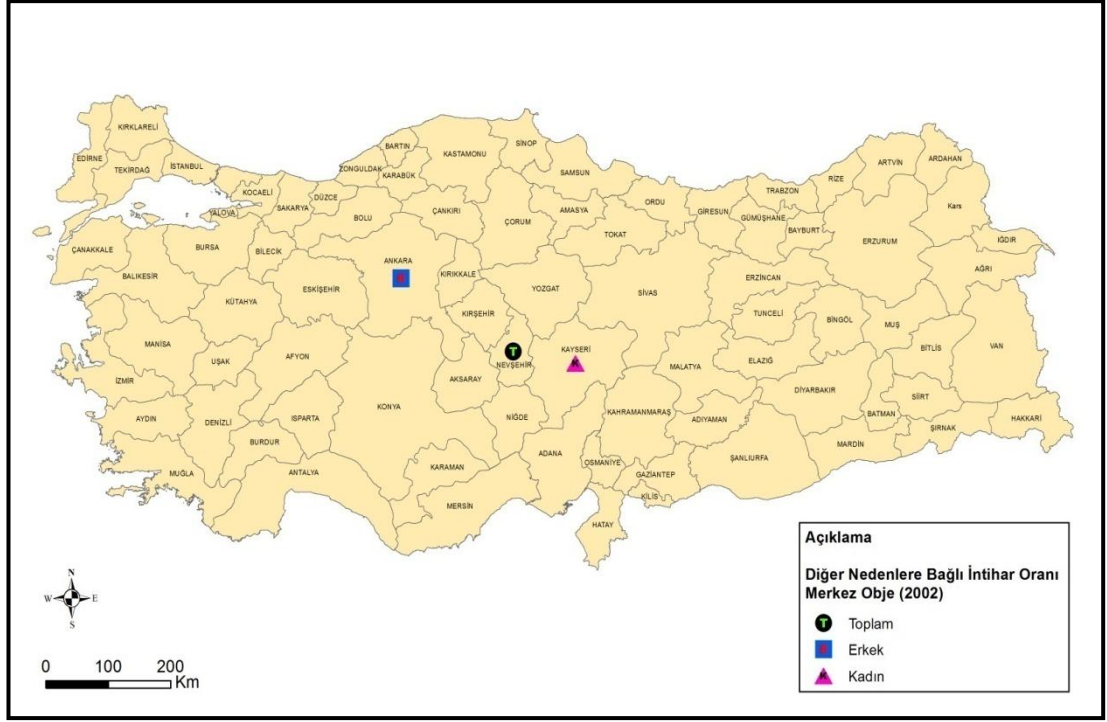 KIRKLARELİ
EDİRNE
TEKİRDAĞ
İSTANBUL
BARTIN
KASTAMONU
SİNOP
ZONGULDAK
KARABÜK
SAMSUN
ARTVİN
ARDAHAN
KOCAELİ
YALOVA
SAKARYA
DÜZCE
BOLU
ÇANKIRI
ÇORUM
AMASYA
ORDU
GİRESUN
TRABZON
RİZE
GÜMÜŞHANE
BAYBURT
Kars
TOKAT
ERZURUM
IĞDIR
ÇANAKKALE
BURSA
BİLECİK
ANKARA
KIRIKKALE
AĞRI
BALIKESİR
ESKİŞEHİR
E
YOZGAT
SİVAS
ERZİNCAN
KÜTAHYA
KIRŞEHİR
TUNCELİ
BİNGÖL
MUŞ
MANİSA
UŞAK
AFYON
T
NEVŞEHİR
KAYSERİ
K
MALATYA
ELAZIĞ
BİTLİS
VAN
İZMİR
AKSARAY
DİYARBAKIR
SİİRT
KONYA
NİĞDE
KAHRAMANMARAŞ
ADIYAMAN
BATMAN
HAKKARİ
AYDIN
DENİZLİ
ISPARTA
BURDUR
MARDİN
ŞIRNAK
MUĞLA
ANTALYA
KARAMAN
ADANA
OSMANİYE
GAZİANTEP
ŞANLIURFA
KİLİS
MERSİN
HATAY
N
W E
S
0 100 200
Km
Açıklama
Diğer Nedenlere Bağlı İntihar Oranı
Merkez Obje (2002)
T Toplam
E Erkek
K Kadın